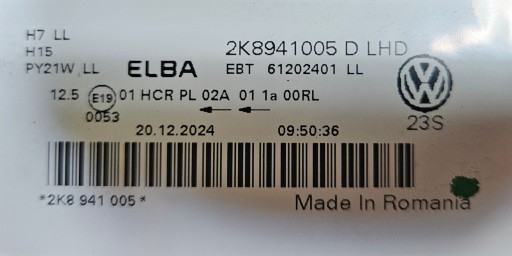 H7 LL
H15
PY21W LL
ELBA
2K8941005 D LHD
EBT 61202401 LL
12.5 E19 01 HCR PL 02A 01 1a 00RL
0053
← ←
20.12.2024 09:50:36
VW
23S
*2K8 941 005*
Made In Romania